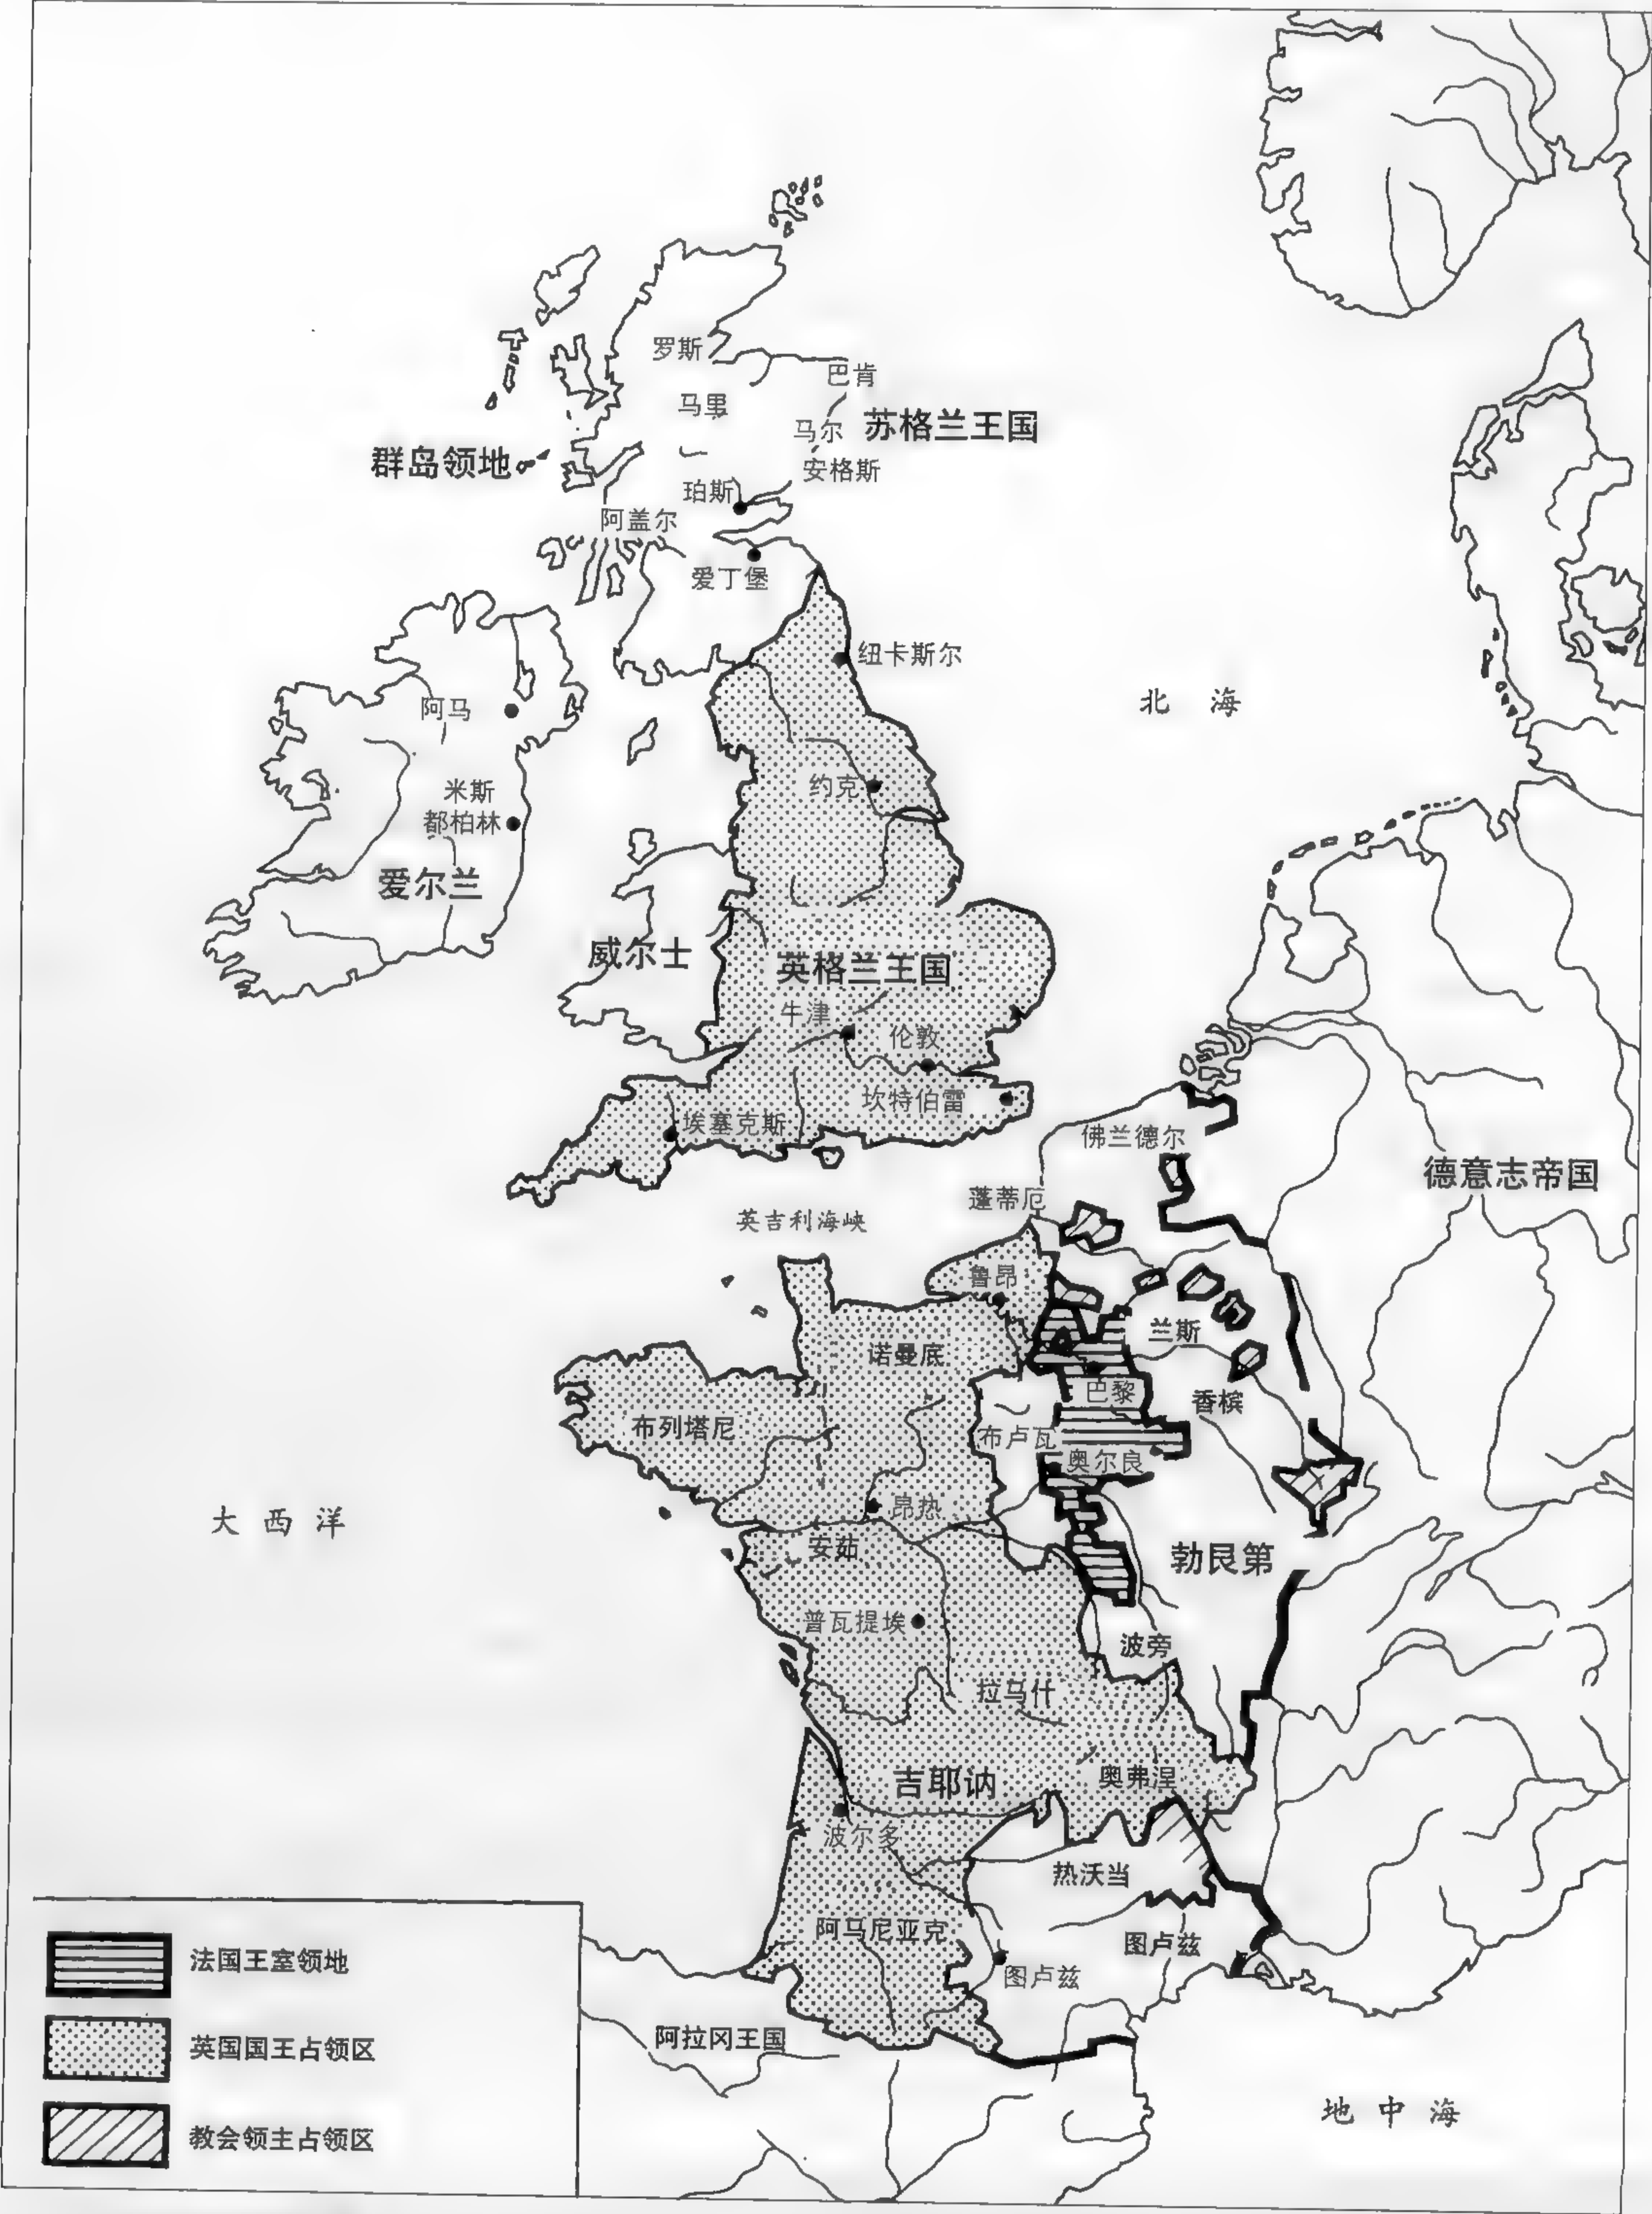 罗斯
巴肯
马里
马尔
苏格兰王国
群岛领地
安格斯
珀斯
阿盖尔
爱丁堡
纽卡斯尔
北海
阿马
约克
米斯
都柏林
爱尔兰
威尔士
英格兰王国
牛津
伦敦
坎特伯雷
埃塞克斯
佛兰德尔
德意志帝国
蓬蒂厄
英吉利海峡
鲁昂
兰斯
诺曼底
巴黎
香槟
布列塔尼
布卢瓦
奥尔良
大西洋
昂热
安茹
勃艮第
普瓦提埃
波旁
拉马什
吉耶讷
奥弗涅
波尔多
热沃当
阿马尼亚克
图卢兹
图卢兹
阿拉冈王国
地中海
法国王室领地
英国国王占领区
教会领主占领区